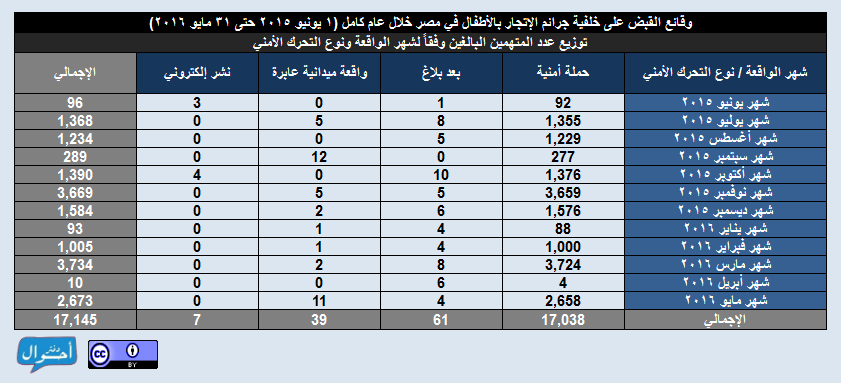 وقائع القبض على خلفية جرائم الإتجار بالأطفال في مصر خلال عام كامل (١ يونيو ٢٠١٥ حتى ٣١ مايو ٢٠١٦)
توزيع عدد المتهمين البالغين وفقاً لشهر الواقعة ونوع التحرك الأمني
شهر الواقعة / نوع التحرك الأمني حملة أمنية بعد بلاغ واقعة ميدانية عابرة نشر إلكتروني الإجمالي
شهر يونيو ٢٠١٥ 92 1 0 3 96
شهر يوليو ٢٠١٥ 1,355 8 5 0 1,368
شهر أغسطس ٢٠١٥ 1,229 5 0 0 1,234
شهر سبتمبر ٢٠١٥ 277 0 12 0 289
شهر أكتوبر ٢٠١٥ 1,376 10 0 4 1,390
شهر نوفمبر ٢٠١٥ 3,659 5 5 0 3,669
شهر ديسمبر ٢٠١٥ 1,576 6 2 0 1,584
شهر يناير ٢٠١٦ 88 4 1 0 93
شهر فبراير ٢٠١٦ 1,000 4 1 0 1,005
شهر مارس ٢٠١٦ 3,724 8 2 0 3,734
شهر أبريل ٢٠١٦ 4 6 0 0 10
شهر مايو ٢٠١٦ 2,658 4 11 0 2,673
الإجمالي 17,038 61 39 7 17,145
دفتر أحوال
cc BY